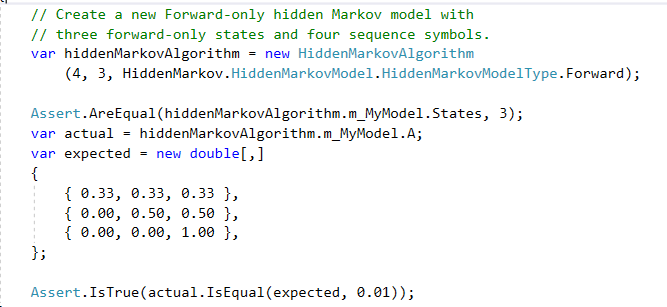 // Create a new Forward-only hidden Markov model with
// three forward-only states and four sequence symbols.
var hiddenMarkovAlgorithm = new HiddenMarkovAlgorithm
(4, 3, HiddenMarkov.HiddenMarkovModel.HiddenMarkovModelType.Forward);
Assert.AreEqual(hiddenMarkovAlgorithm.m_MyModel.States, 3);
var actual = hiddenMarkovAlgorithm.m_MyModel.A;
var expected = new double[,]
{
{ 0.33, 0.33, 0.33 },
{ 0.00, 0.50, 0.50 },
{ 0.00, 0.00, 1.00 },
};
Assert.IsTrue(actual.IsEqual(expected, 0.01));